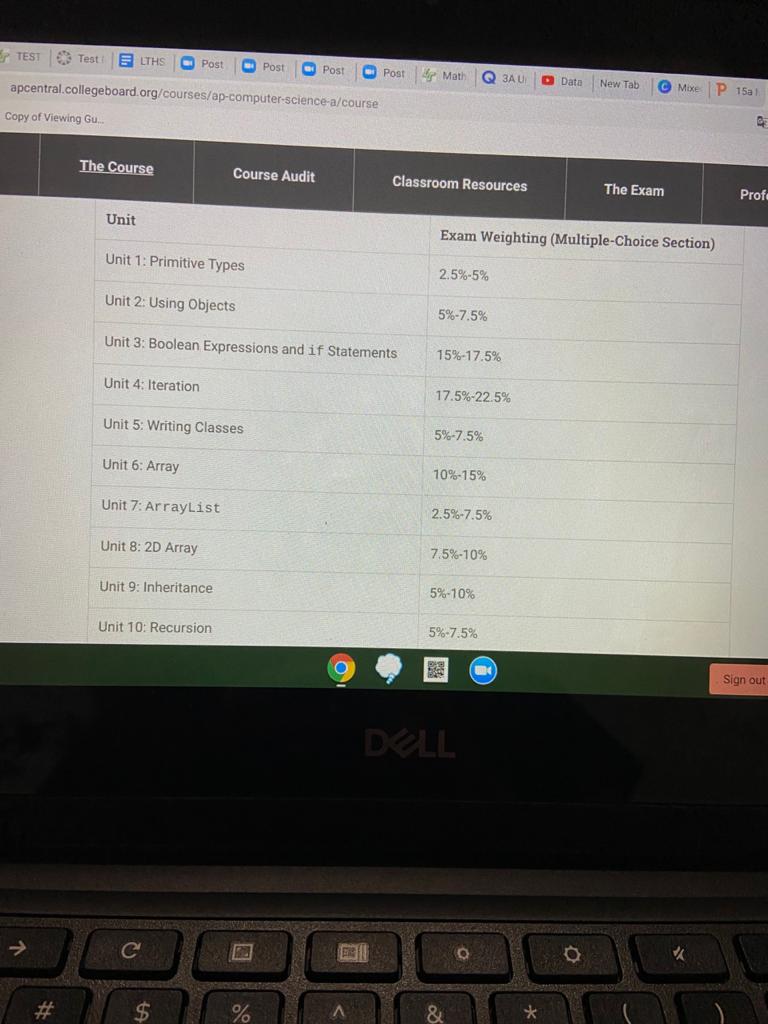 TEST Test LTHS Post Post Post Post Math 3A U Data New Tab Mixe 15a
apcentral.collegeboard.org/courses/ap-computer-science-a/course
Copy of Viewing Gu...
The Course Course Audit Classroom Resources The Exam Profe
Unit Exam Weighting (Multiple-Choice Section)
Unit 1: Primitive Types 2.5%-5%
Unit 2: Using Objects 5%-7.5%
Unit 3: Boolean Expressions and if Statements 15%-17.5%
Unit 4: Iteration 17.5%-22.5%
Unit 5: Writing Classes 5%-7.5%
Unit 6: Array 10%-15%
Unit 7: ArrayList 2.5%-7.5%
Unit 8: 2D Array 7.5%-10%
Unit 9: Inheritance 5%-10%
Unit 10: Recursion 5%-7.5%
Sign out
DELL
# $ % ^ & * ( )